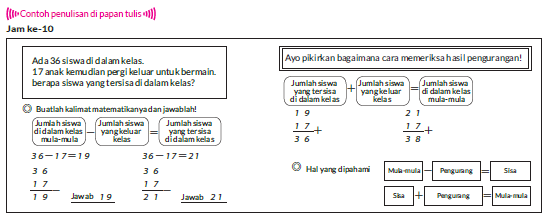 Contoh penulisan di papan tulis
Jam ke-10
Ada 36 siswa di dalam kelas.
17 anak kemudian pergi keluar untuk bermain.
berapa siswa yang tersisa di dalam kelas?
◎ Buatlah kalimat matematikanya dan jawablah!
Jumlah siswa di dalam kelas mula-mula − Jumlah siswa yang keluar kelas = Jumlah siswa yang tersisa di dalam kelas
36−17=19 36−17=21
3 6 3 6
1 7 1 7
1 9 Jawab 19 2 1 Jawab 21
Ayo pikirkan bagaimana cara memeriksa hasil pengurangan!
Jumlah siswa yang tersisa di dalam kelas + Jumlah siswa yang keluar kelas = Jumlah siswa di dalam kelas mula-mula
1 9 2 1
1 7 + 1 7 +
3 6 3 8
◎ Hal yang dipahami
Mula-mula − Pengurang = Sisa
Sisa + Pengurang = Mula-mula